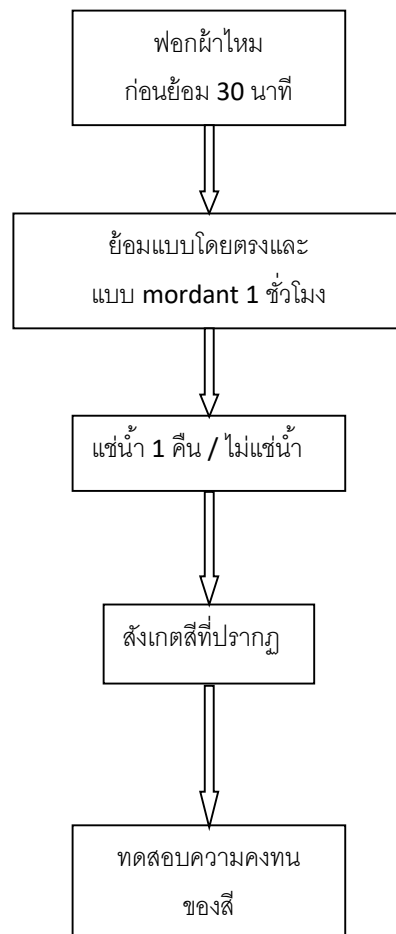 ฟอกผ้าไหม
ก่อนย้อม 30 นาที
ย้อมแบบโดยตรงและ
แบบ mordant 1 ชั่วโมง
แช่น้ำ 1 คืน / ไม่แช่น้ำ
สังเกตสีที่ปรากฏ
ทดสอบความคงทน
ของสี